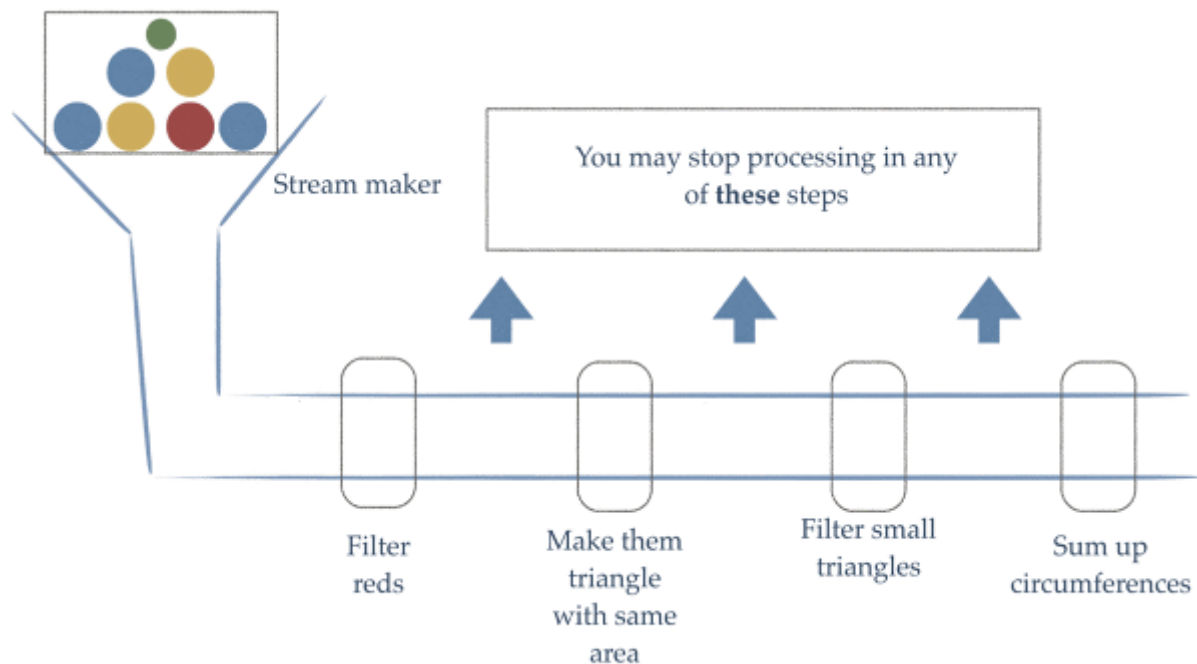 Stream maker
You may stop processing in any
of these steps
Filter
reds
Make them
triangle
with same
area
Filter small
triangles
Sum up
circumferences